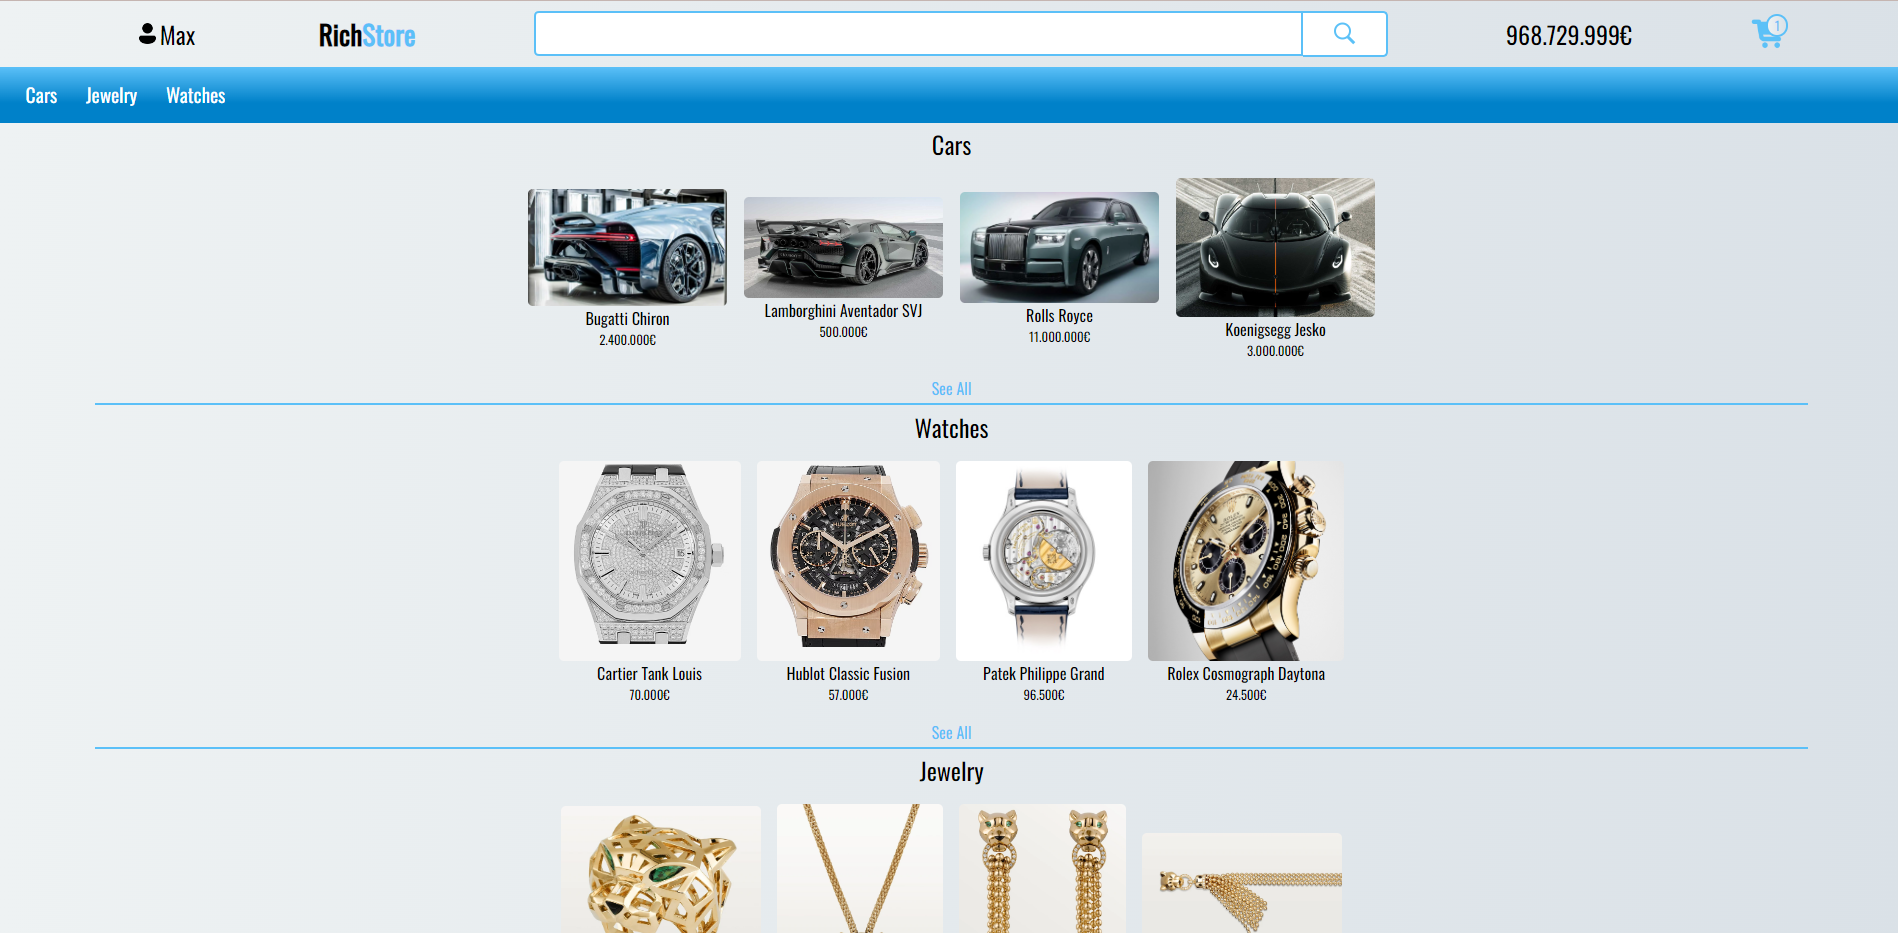 Max
RichStore
968.729.999€
1
Cars Jewelry Watches
Cars
Bugatti Chiron
2.400.000€
Lamborghini Aventador SVJ
500.000€
Rolls Royce
11.000.000€
Koenigsegg Jesko
3.000.000€
See All
Watches
Cartier Tank Louis
70.000€
Hublot Classic Fusion
57.000€
Patek Philippe Grand
96.500€
Rolex Cosmograph Daytona
24.500€
See All
Jewelry